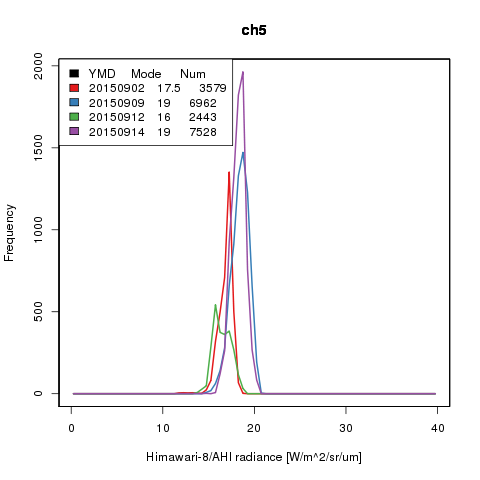 ch5
YMD Mode Num
20150902 17.5 3579
20150909 19 6962
20150912 16 2443
20150914 19 7528
Frequency
2000
1500
1000
500
0
0 10 20 30 40
Himawari-8/AHI radiance [W/m^2/sr/um]